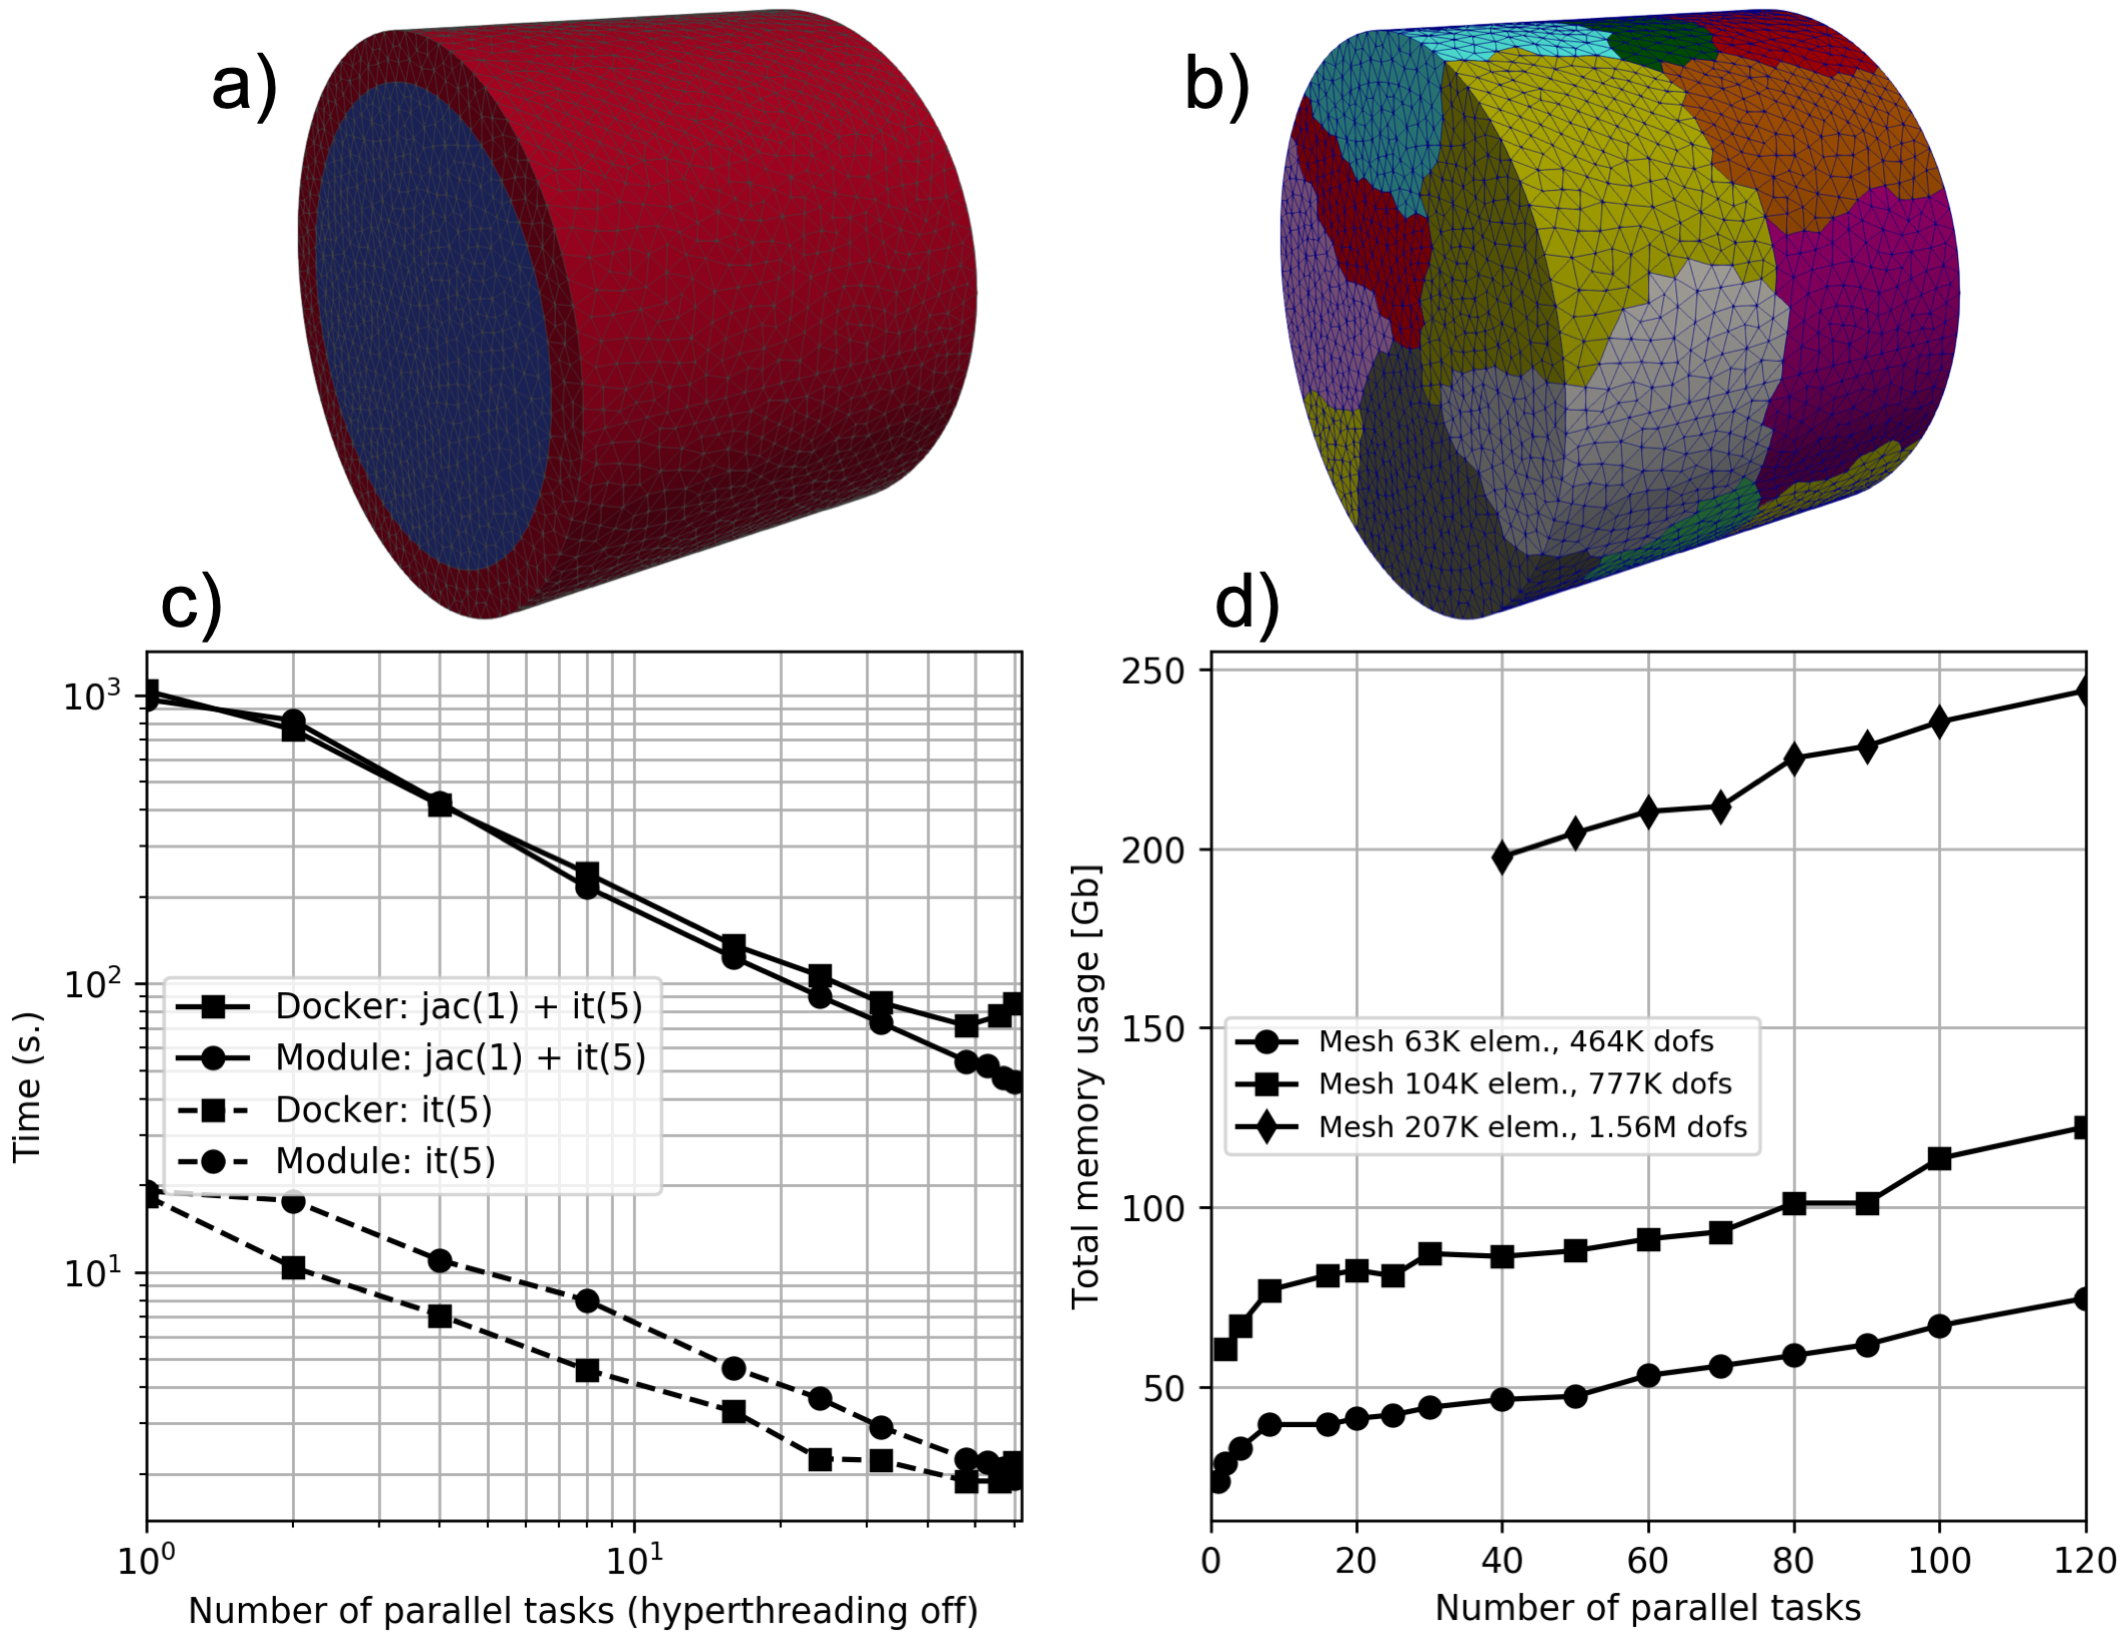 a)
b)
c)
d)
10³
10²
10¹
Time (s.)
Docker: jac(1) + it(5)
Module: jac(1) + it(5)
Docker: it(5)
Module: it(5)
10⁰
10¹
Number of parallel tasks (hyperthreading off)
250
200
150
100
50
Total memory usage [Gb]
Mesh 63K elem., 464K dofs
Mesh 104K elem., 777K dofs
Mesh 207K elem., 1.56M dofs
0 20 40 60 80 100 120
Number of parallel tasks